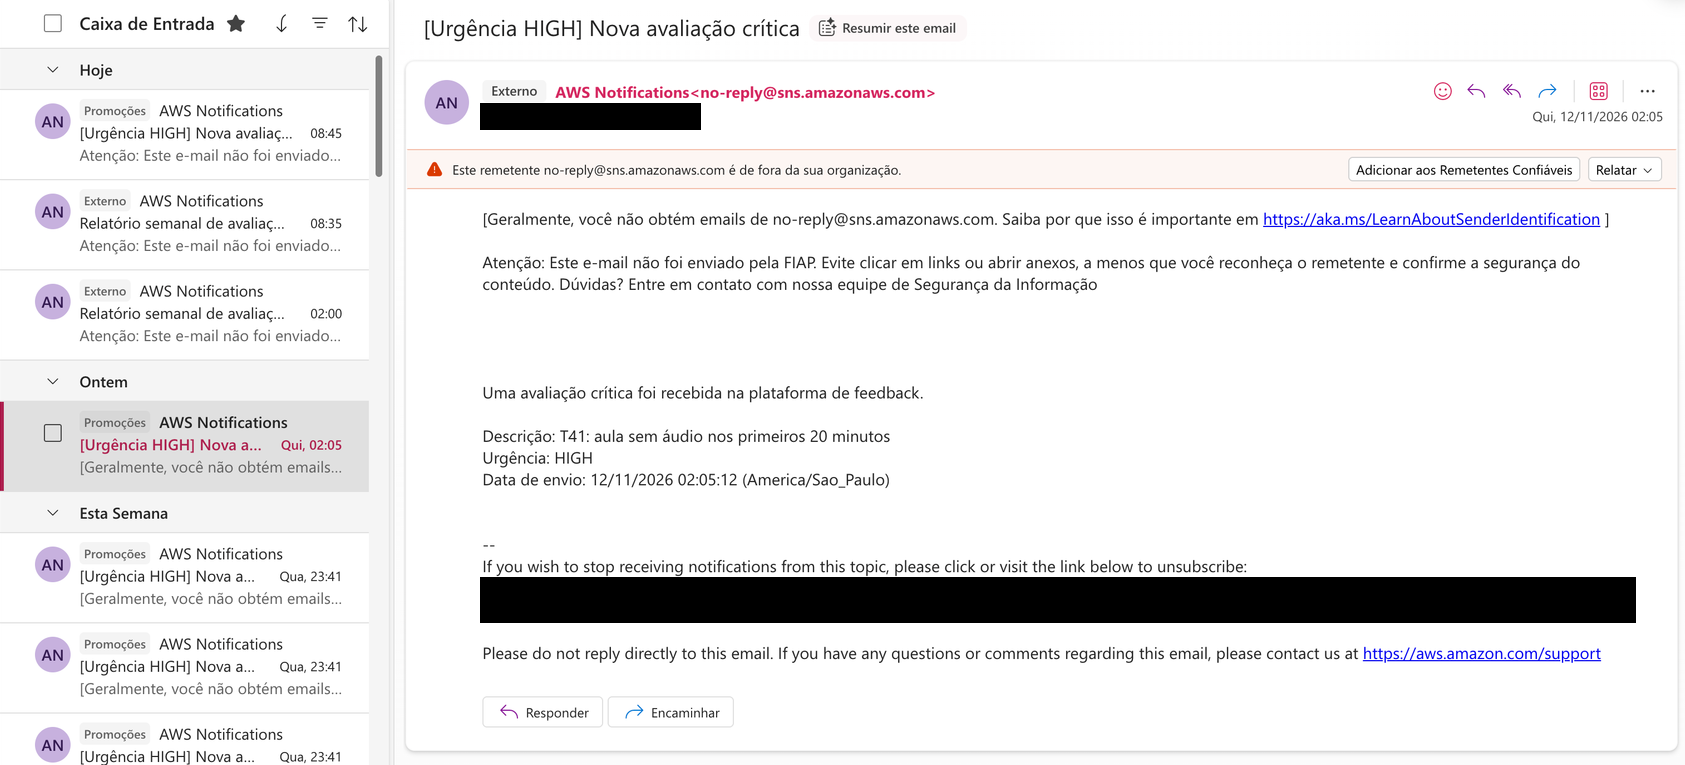 Caixa de Entrada
Hoje
AN
Promoções AWS Notifications
[Urgência HIGH] Nova avaliaç... 08:45
Atenção: Este e-mail não foi enviado...
AN
Externo AWS Notifications
Relatório semanal de avaliaç... 08:35
Atenção: Este e-mail não foi enviado...
AN
Externo AWS Notifications
Relatório semanal de avaliaç... 02:00
Atenção: Este e-mail não foi enviado...
Ontem
Promoções AWS Notifications
[Urgência HIGH] Nova a... Qui, 02:05
[Geralmente, você não obtém emails...
Esta Semana
AN
Promoções AWS Notifications
[Urgência HIGH] Nova a... Qua, 23:41
[Geralmente, você não obtém emails...
AN
Promoções AWS Notifications
[Urgência HIGH] Nova a... Qua, 23:41
[Geralmente, você não obtém emails...
AN
Promoções AWS Notifications
[Urgência HIGH] Nova a... Qua, 23:41
[Urgência HIGH] Nova avaliação crítica Resumir este email
AN
Externo AWS Notifications<no-reply@sns.amazonaws.com>
Qui, 12/11/2026 02:05
Este remetente no-reply@sns.amazonaws.com é de fora da sua organização. Adicionar aos Remetentes Confiáveis Relatar
[Geralmente, você não obtém emails de no-reply@sns.amazonaws.com. Saiba por que isso é importante em https://aka.ms/LearnAboutSenderIdentification ]
Atenção: Este e-mail não foi enviado pela FIAP. Evite clicar em links ou abrir anexos, a menos que você reconheça o remetente e confirme a segurança do
conteúdo. Dúvidas? Entre em contato com nossa equipe de Segurança da Informação
Uma avaliação crítica foi recebida na plataforma de feedback.
Descrição: T41: aula sem áudio nos primeiros 20 minutos
Urgência: HIGH
Data de envio: 12/11/2026 02:05:12 (America/Sao_Paulo)
--
If you wish to stop receiving notifications from this topic, please click or visit the link below to unsubscribe:
Please do not reply directly to this email. If you have any questions or comments regarding this email, please contact us at https://aws.amazon.com/support
Responder Encaminhar